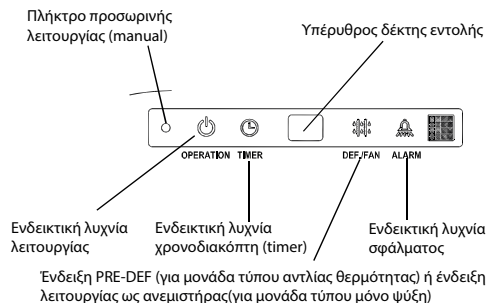 Πλήκτρο προσωρινής
λειτουργίας (manual)
Υπέρυθρος δέκτης εντολής
OPERATION TIMER DEF./FAN ALARM
Ενδεικτική λυχνία
λειτουργίας
Ενδεικτική λυχνία
χρονοδιακόπτη (timer)
Ενδεικτική λυχνία
σφάλματος
Ένδειξη PRE-DEF (για μονάδα τύπου αντλίας θερμότητας) ή ένδειξη
λειτουργίας ως ανεμιστήρας(για μονάδα τύπου μόνο ψύξη)